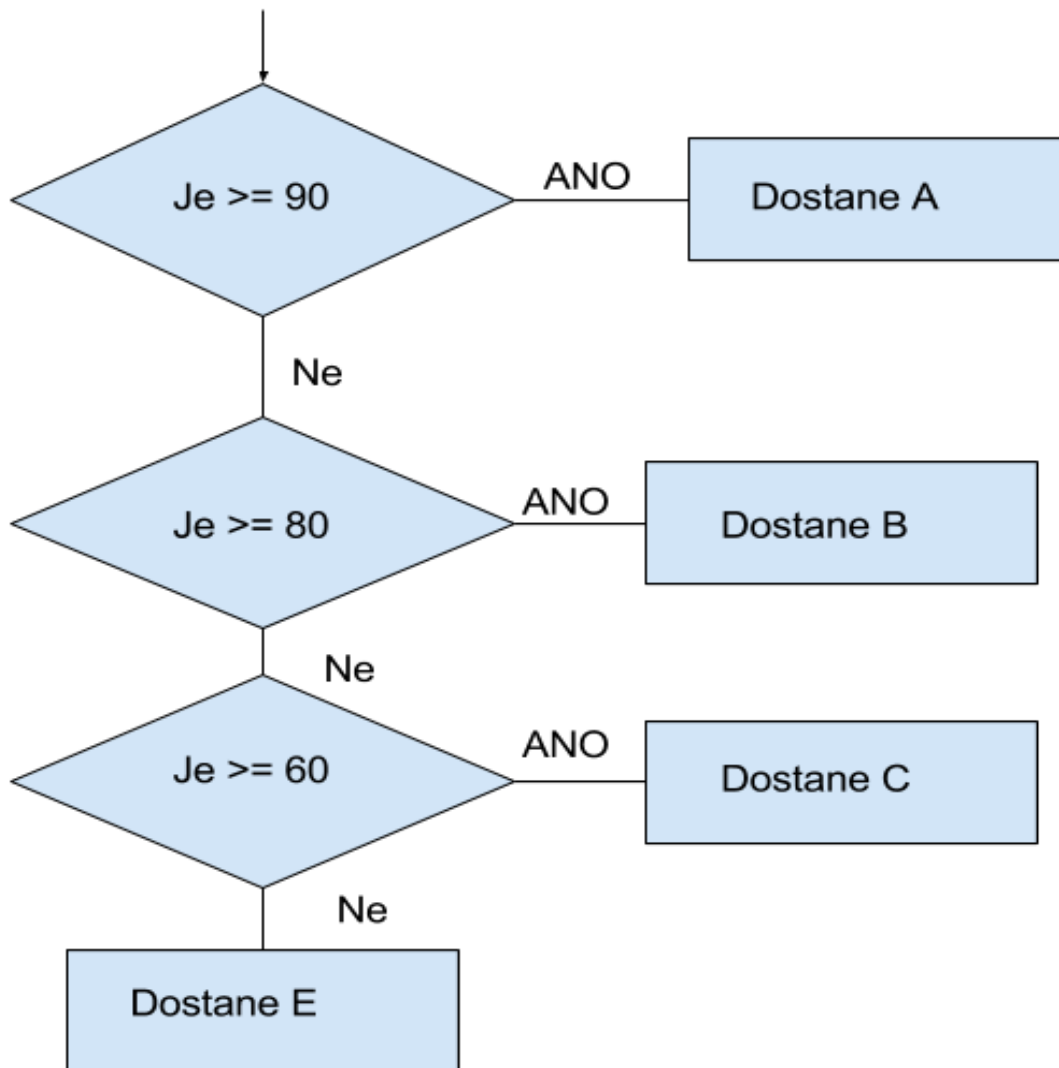 Je >= 90
ANO
Dostane A
Ne
Je >= 80
ANO
Dostane B
Ne
Je >= 60
ANO
Dostane C
Ne
Dostane E